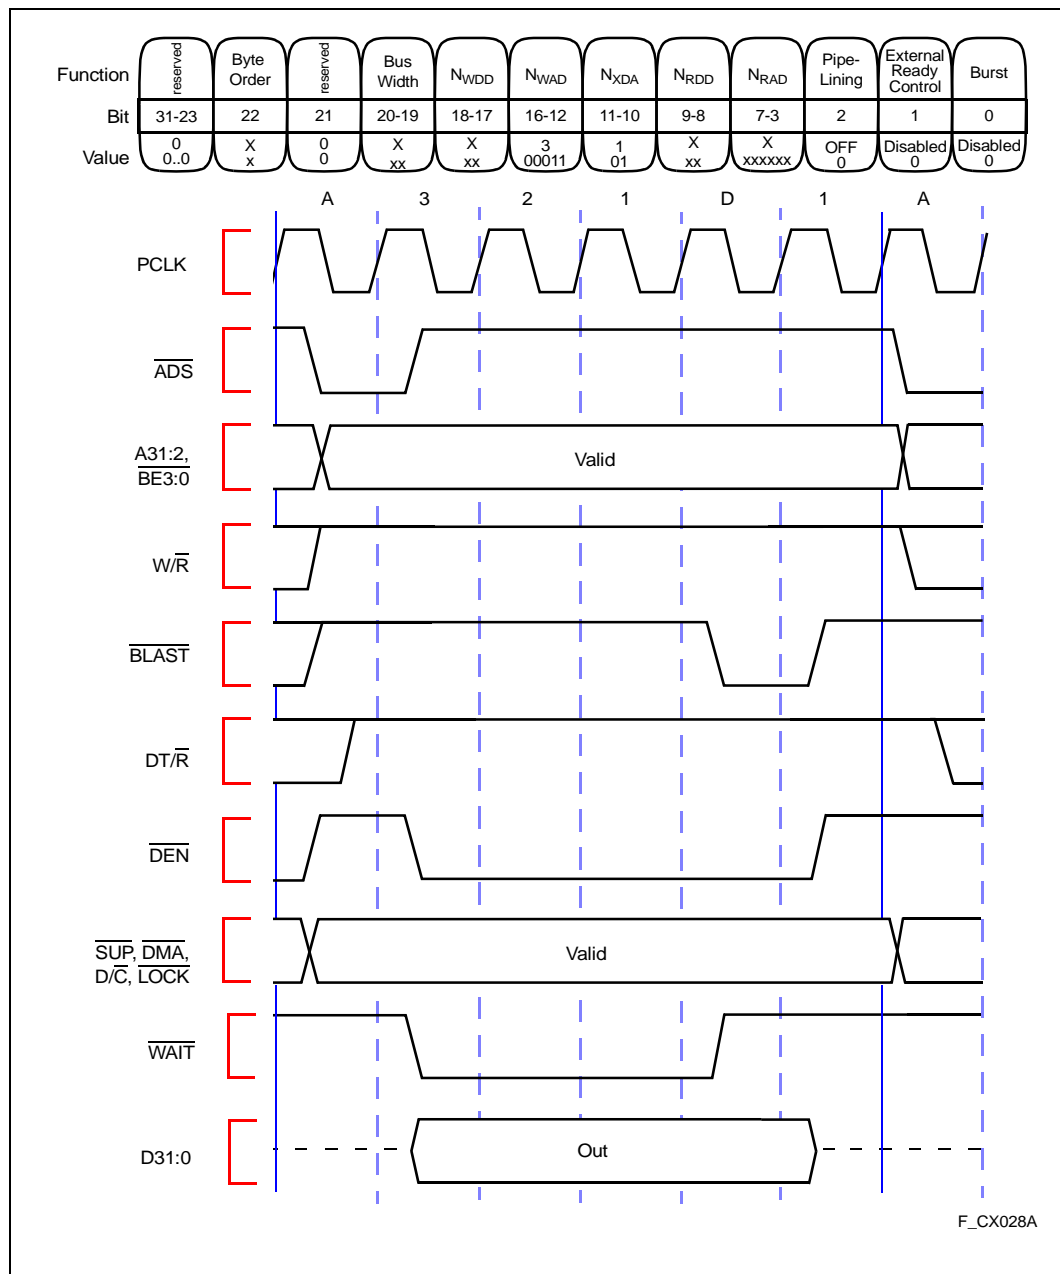 Function reserved Byte Order reserved Bus Width NWDD NWAD NXDA NRDD NRAD Pipe-Lining External Ready Control Burst
Bit 31-23 22 21 20-19 18-17 16-12 11-10 9-8 7-3 2 1 0
Value 0 X 0 X X 3 1 X X OFF Disabled Disabled
0..0 x 0 xx xx 00011 01 xx xxxxxx 0 0 0
A 3 2 1 D 1 A
PCLK
ADS
A31:2,
BE3:0
Valid
W/R
BLAST
DT/R
DEN
SUP, DMA,
D/C, LOCK
Valid
WAIT
D31:0
Out
F_CX028A